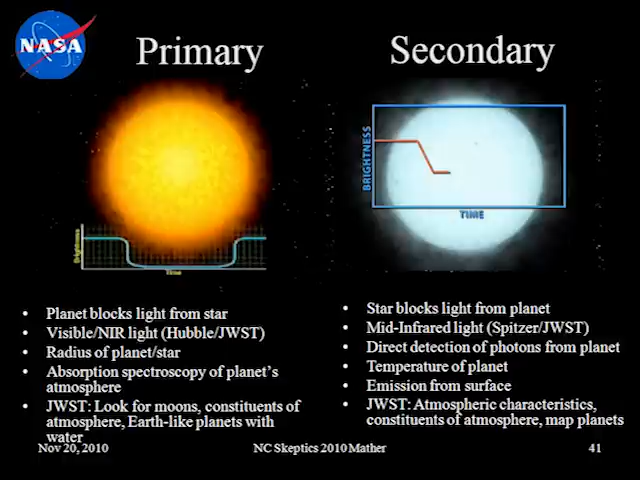 NASA
Primary
Secondary
Brightness
Time
BRIGHTNESS
TIME
• Planet blocks light from star
• Visible/NIR light (Hubble/JWST)
• Radius of planet/star
• Absorption spectroscopy of planet's
atmosphere
• JWST: Look for moons, constituents of
atmosphere, Earth-like planets with
water
• Star blocks light from planet
• Mid-Infrared light (Spitzer/JWST)
• Direct detection of photons from planet
• Temperature of planet
• Emission from surface
• JWST: Atmospheric characteristics,
constituents of atmosphere, map planets
Nov 20, 2010
NC Skeptics 2010 Mather
41